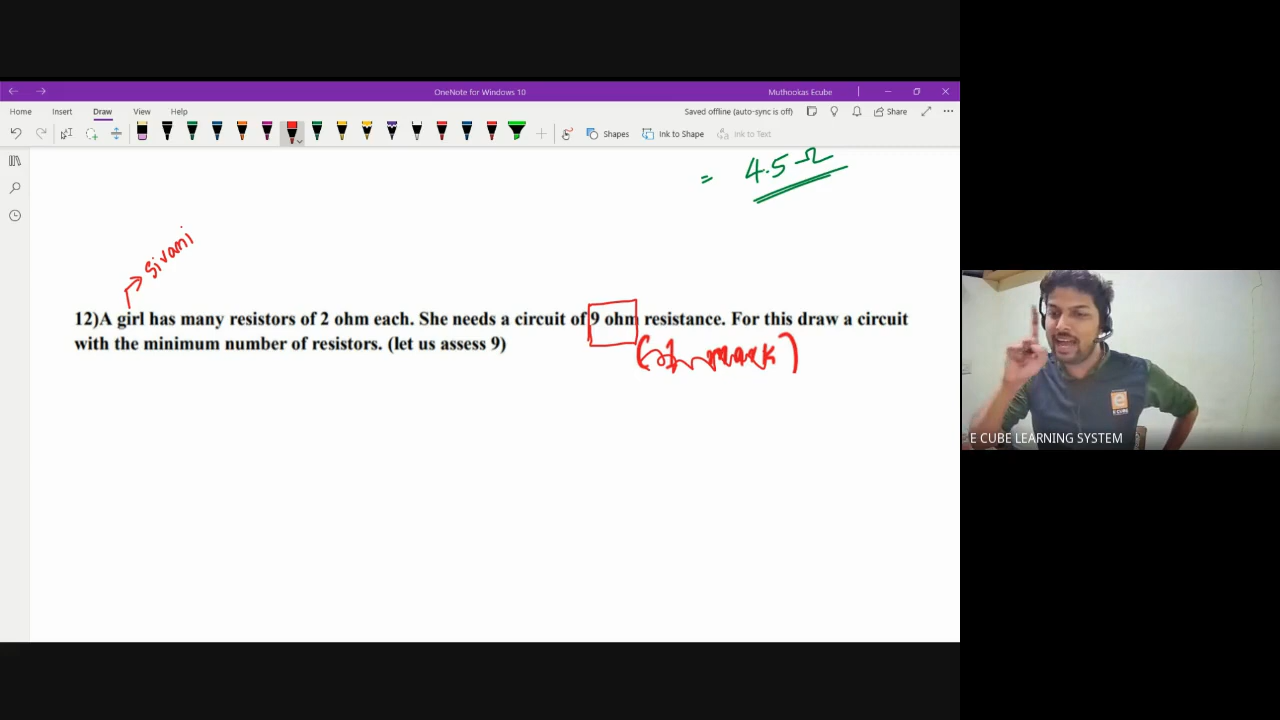 OneNote for Windows 10
Muthookas Ecube
Home Insert Draw View Help
Saved offline (auto-sync is off)
Share
Shapes
Ink to Shape
Ink to Text
= 4.5 Ω
Sivami
12)A girl has many resistors of 2 ohm each. She needs a circuit of 9 ohm resistance. For this draw a circuit
with the minimum number of resistors. (let us assess 9)
mark)
E CUBE
E CUBE LEARNING SYSTEM